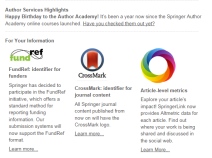 Author Services Highlights
Happy Birthday to the Author Academy! It's been a year now since the Springer Author
Academy online courses launched. Have you checked them out yet?
For Your Information
fundref
FundRef: identifier for
funders
Springer has decided to
participate in the FundRef
initiative, which offers a
standard method for
reporting funding
information. Our
submission systems will
now support the FundRef
format.
Learn more...
CrossMark
CrossMark: identifier for
journal content
All Springer journal
content published from
now on will have the
CrossMark logo.
Learn more...
Article-level metrics
Explore your article's
impact! SpringerLink now
provides Altmetric data for
each article. Find out
where your work is being
shared and discussed in
the social web.
Learn more...